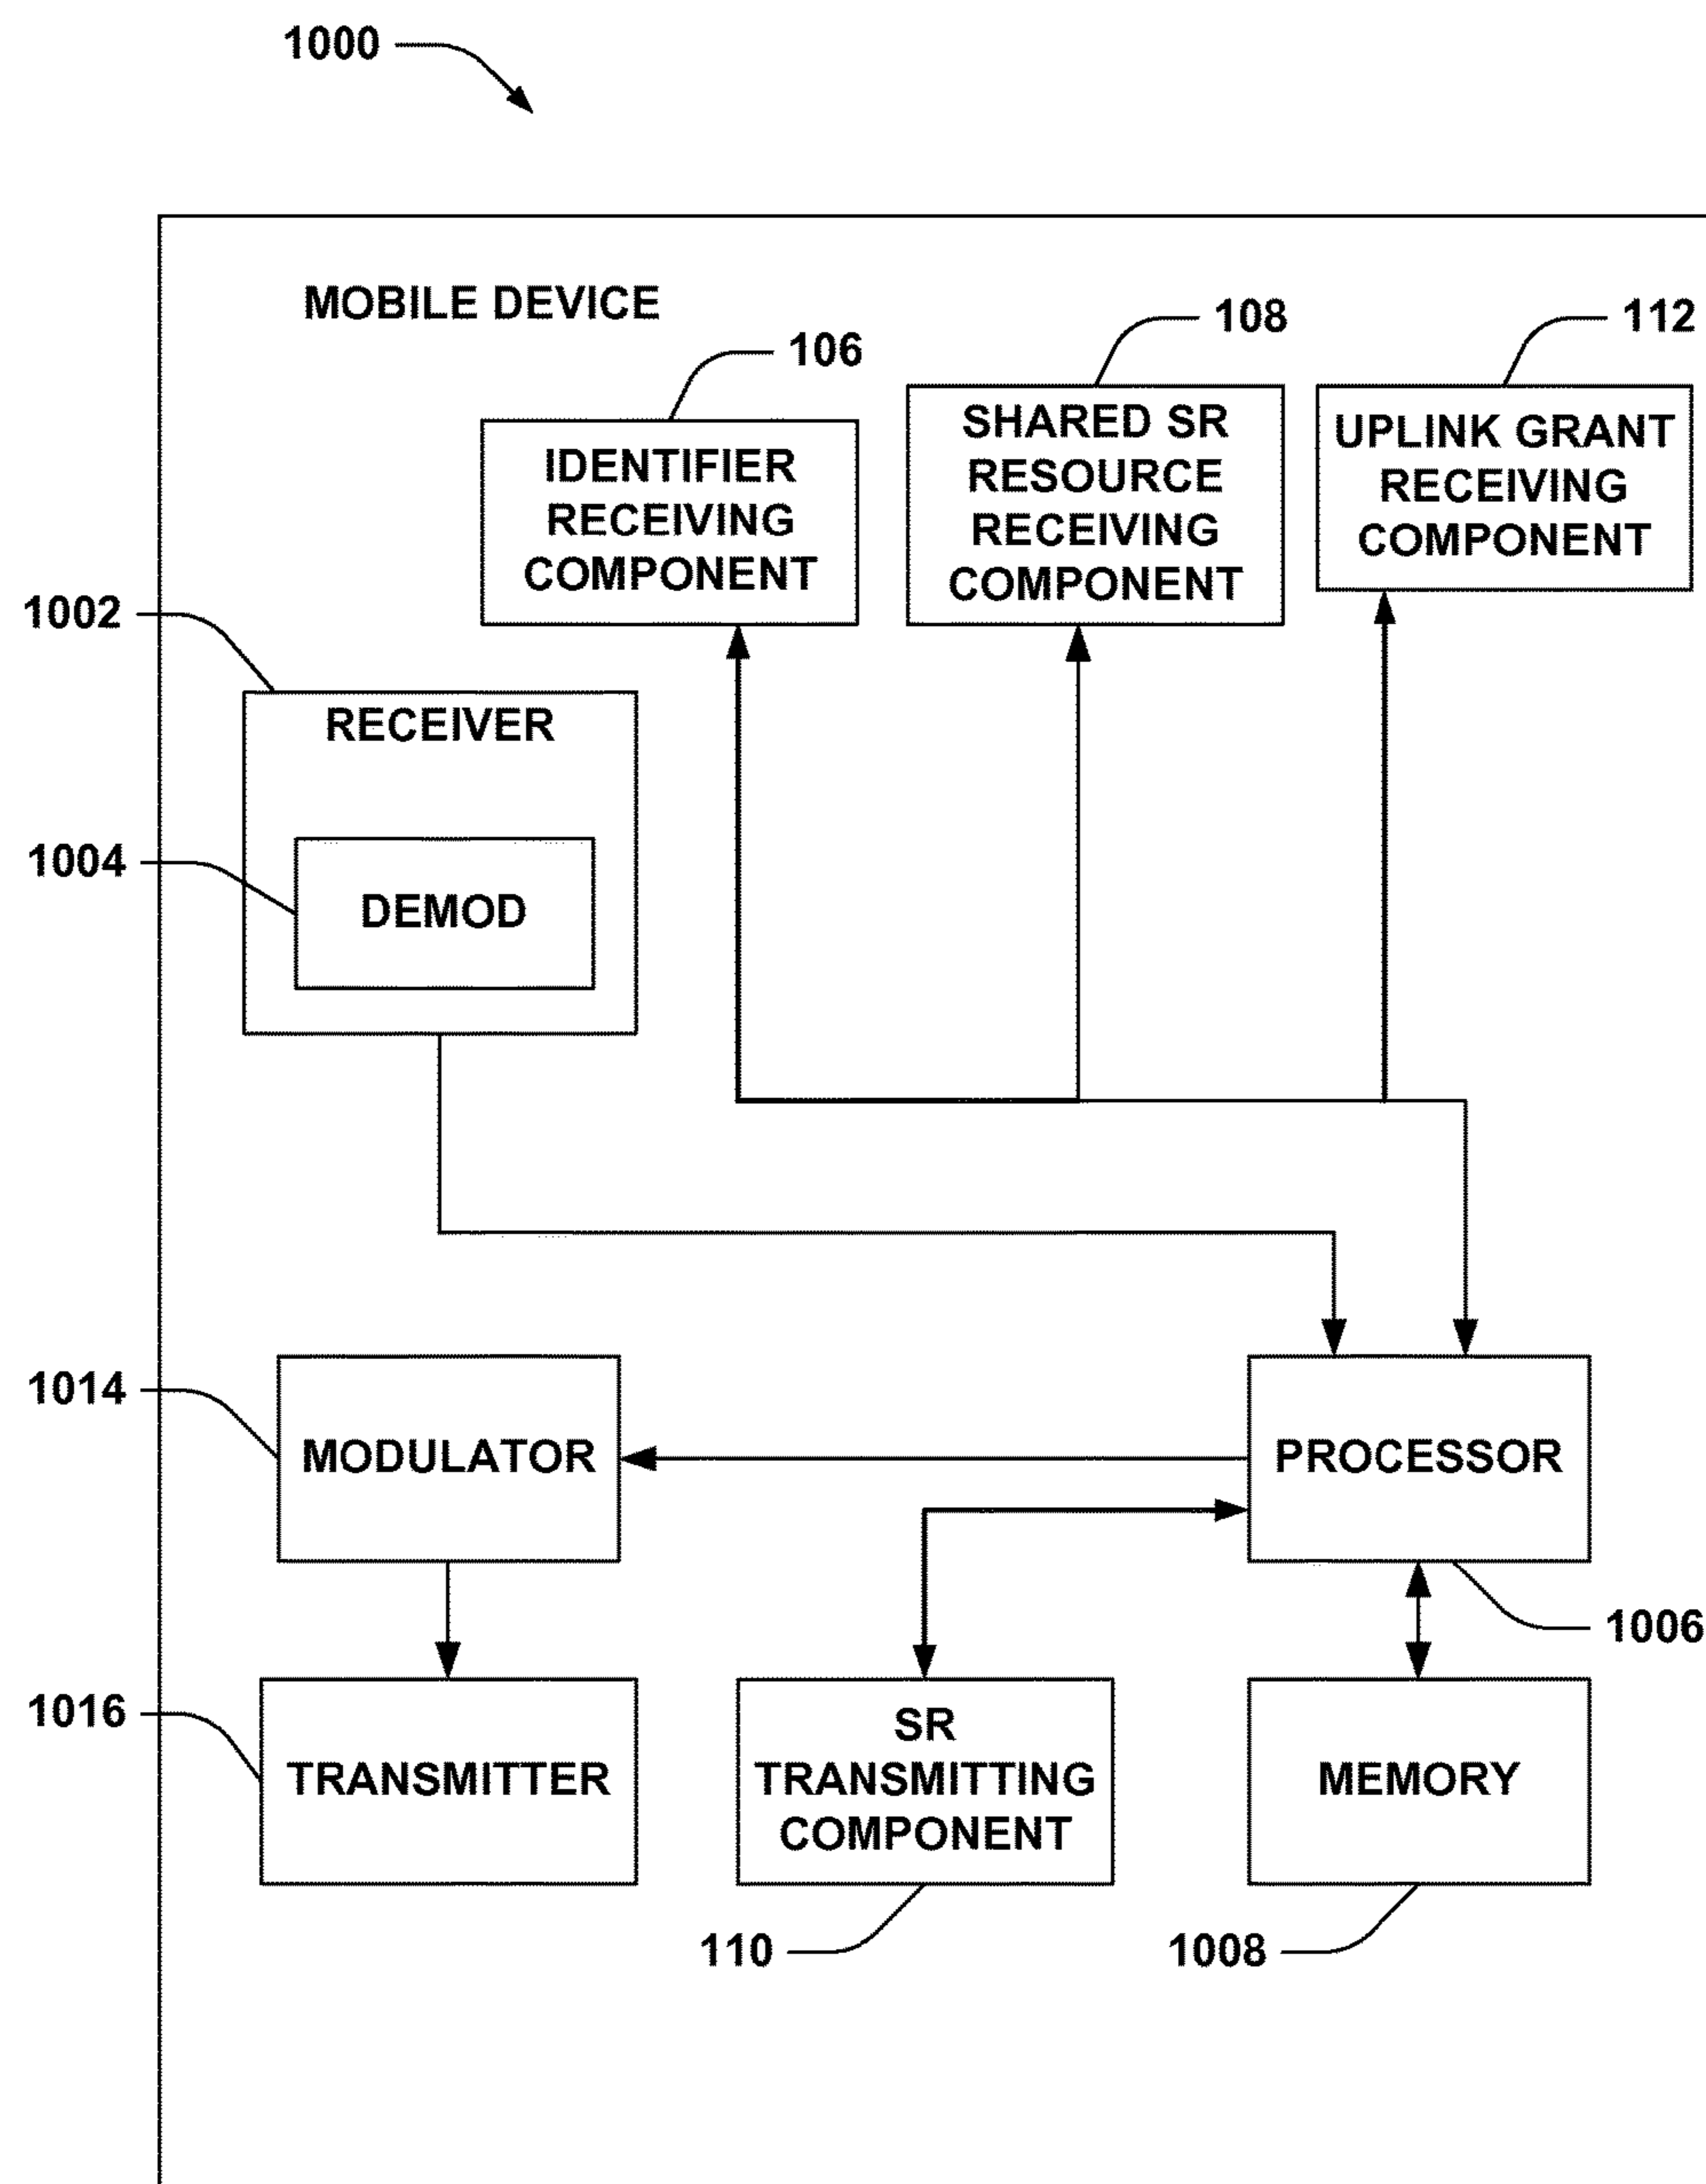 1000
MOBILE DEVICE
106
108
112
IDENTIFIER
RECEIVING
COMPONENT
SHARED SR
RESOURCE
RECEIVING
COMPONENT
UPLINK GRANT
RECEIVING
COMPONENT
1002
RECEIVER
1004
DEMOD
1014
MODULATOR
PROCESSOR
1006
1016
TRANSMITTER
SR
TRANSMITTING
COMPONENT
MEMORY
110
1008